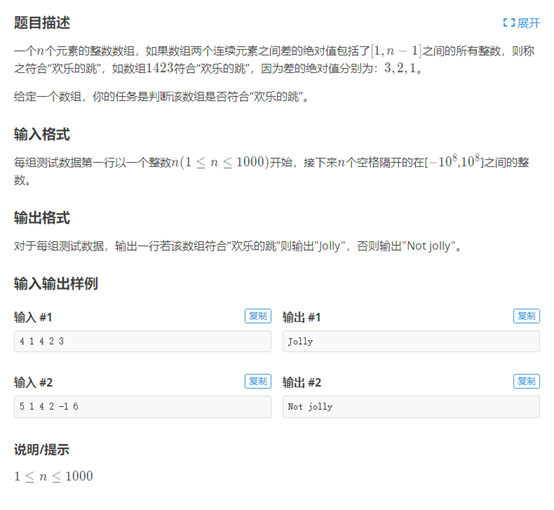 题目描述 展开
一个n个元素的整数数组，如果数组两个连续元素之间差的绝对值包括了[1, n − 1]之间的所有整数，则称
之符合“欢乐的跳”，如数组1423符合“欢乐的跳”，因为差的绝对值分别为：3, 2, 1。
给定一个数组，你的任务是判断该数组是否符合“欢乐的跳”。
输入格式
每组测试数据第一行以一个整数n(1 ≤ n ≤ 1000)开始，接下来n个空格隔开的在[−10⁸,10⁸]之间的整
数。
输出格式
对于每组测试数据，输出一行若该数组符合“欢乐的跳”则输出"Jolly"，否则输出"Not jolly"。
输入输出样例
输入 #1 复制 输出 #1 复制
4 1 4 2 3 Jolly
输入 #2 复制 输出 #2 复制
5 1 4 2 −1 6 Not jolly
说明/提示
1 ≤ n ≤ 1000